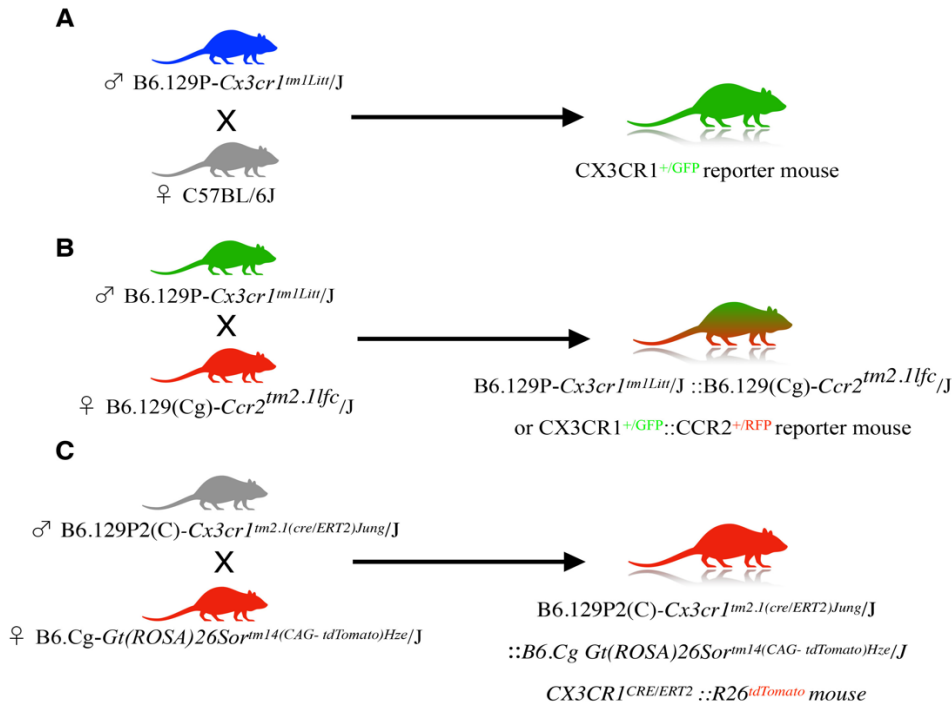 A
♂ B6.129P-Cx3cr1tm1Litt/J
X
♀ C57BL/6J
CX3CR1+/GFP reporter mouse
B
♂ B6.129P-Cx3cr1tm1Litt/J
X
♀ B6.129(Cg)-Ccr2tm2.1lfc/J
B6.129P-Cx3cr1tm1Litt/J ::B6.129(Cg)-Ccr2tm2.1lfc/J
or CX3CR1+/GFP::CCR2+/RFP reporter mouse
C
♂ B6.129P2(C)-Cx3cr1tm2.1(cre/ERT2)Jung/J
X
♀ B6.Cg-Gt(ROSA)26Sortm14(CAG- tdTomato)Hze/J
B6.129P2(C)-Cx3cr1tm2.1(cre/ERT2)Jung/J
::B6.Cg Gt(ROSA)26Sortm14(CAG- tdTomato)Hze/J
CX3CR1CRE/ERT2 ::R26tdTomato mouse